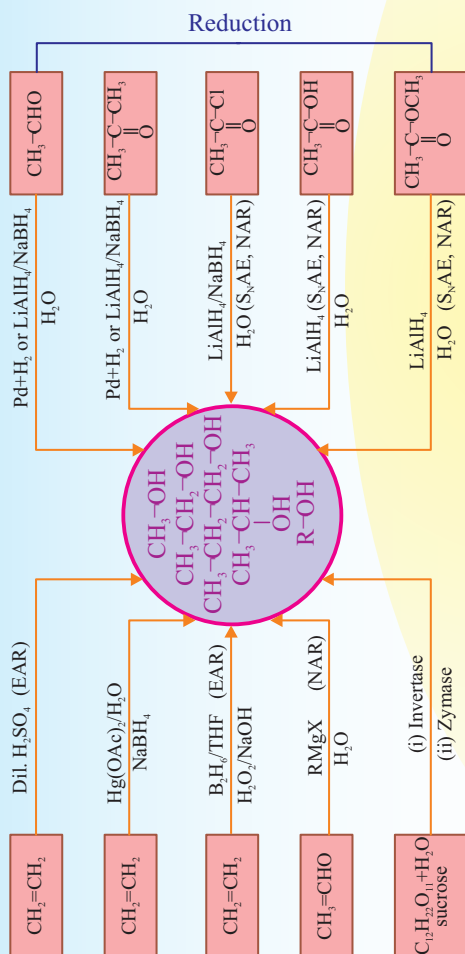 CH₂=CH₂
Dil. H₂SO₄ (EAR)
CH₂=CH₂
Hg(OAc)₂/H₂O
NaBH₄
CH₂=CH₂
B₂H₆/THF (EAR)
H₂O₂/NaOH
CH₃=CHO
RMgX (NAR)
H₂O
C₁₂H₂₂O₁₁+H₂O
sucrose
(i) Invertase
(ii) Zymase
CH₃–OH
CH₃–CH₂–OH
CH₃–CH₂–CH₂–OH
CH₃–CH–CH₃
|
OH
R–OH
Pd+H₂ or LiAlH₄/NaBH₄
H₂O
CH₃–CHO
Pd+H₂ or LiAlH₄/NaBH₄
H₂O
CH₃–C–CH₃
||
O
LiAlH₄/NaBH₄
H₂O (SₙAE, NAR)
CH₃–C–Cl
||
O
LiAlH₄ (SₙAE, NAR)
H₂O
CH₃–C–OH
||
O
LiAlH₄
H₂O (SₙAE, NAR)
CH₃–C–OCH₃
||
O
Reduction